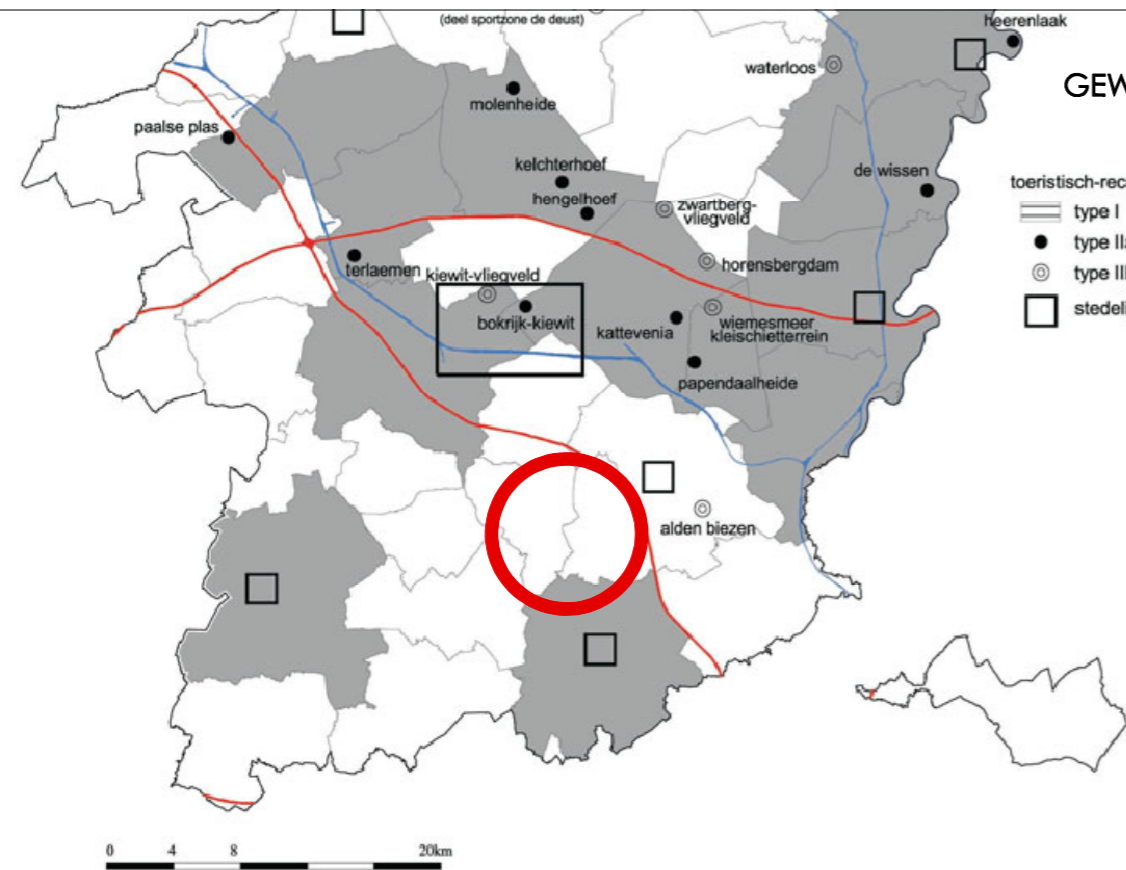 (deel sportzone de deust)
heerenlaak
waterloos
GEW
molenheide
paalse plas
kelchterhoef
hengelhoef
de wissen
toeristisch-rec
type I
zwartberg-
vliegveld
type II
horensbergdam
type III
terlaemen
kiewit-vliegveld
stedeli
bokrijk-kiewit
kattevenia
wiemesmeer
kleischietterrein
papendaalheide
alden biezen
0 4 8 20km